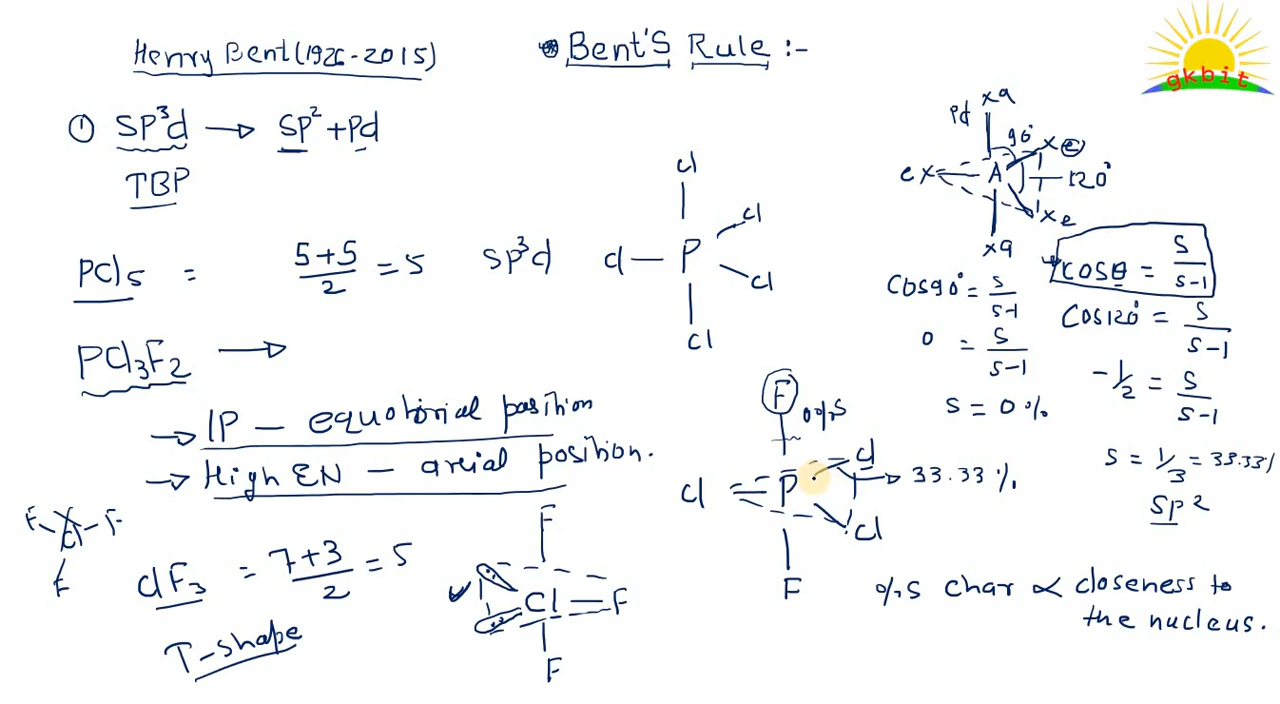 Henry Bent (1926-2015)
Bent's Rule :-
gkbit
① SP³d → SP² + Pd
TBP
Pd
xa
90°
xe
ex
A
120°
xe
xa
PCl5 = 5+5/2 = 5 SP³d
Cl
Cl
Cl — P
Cl
Cl
cosθ = S/S-1
Cos90° = S/S-1
0 = S/S-1
S = 0%
Cos120° = S/S-1
-1/2 = S/S-1
S = 1/3 = 33.33%
SP²
PCl3F2 →
→ lP – equotorial position
→ High EN – axial position.
F
0%S
Cl
Cl
P
33.33 %
Cl
F
F
Cl
F
F
ClF3 = 7+3/2 = 5
T-shape
F
Cl
F
F
%S char ∝ closeness to
the nucleus.